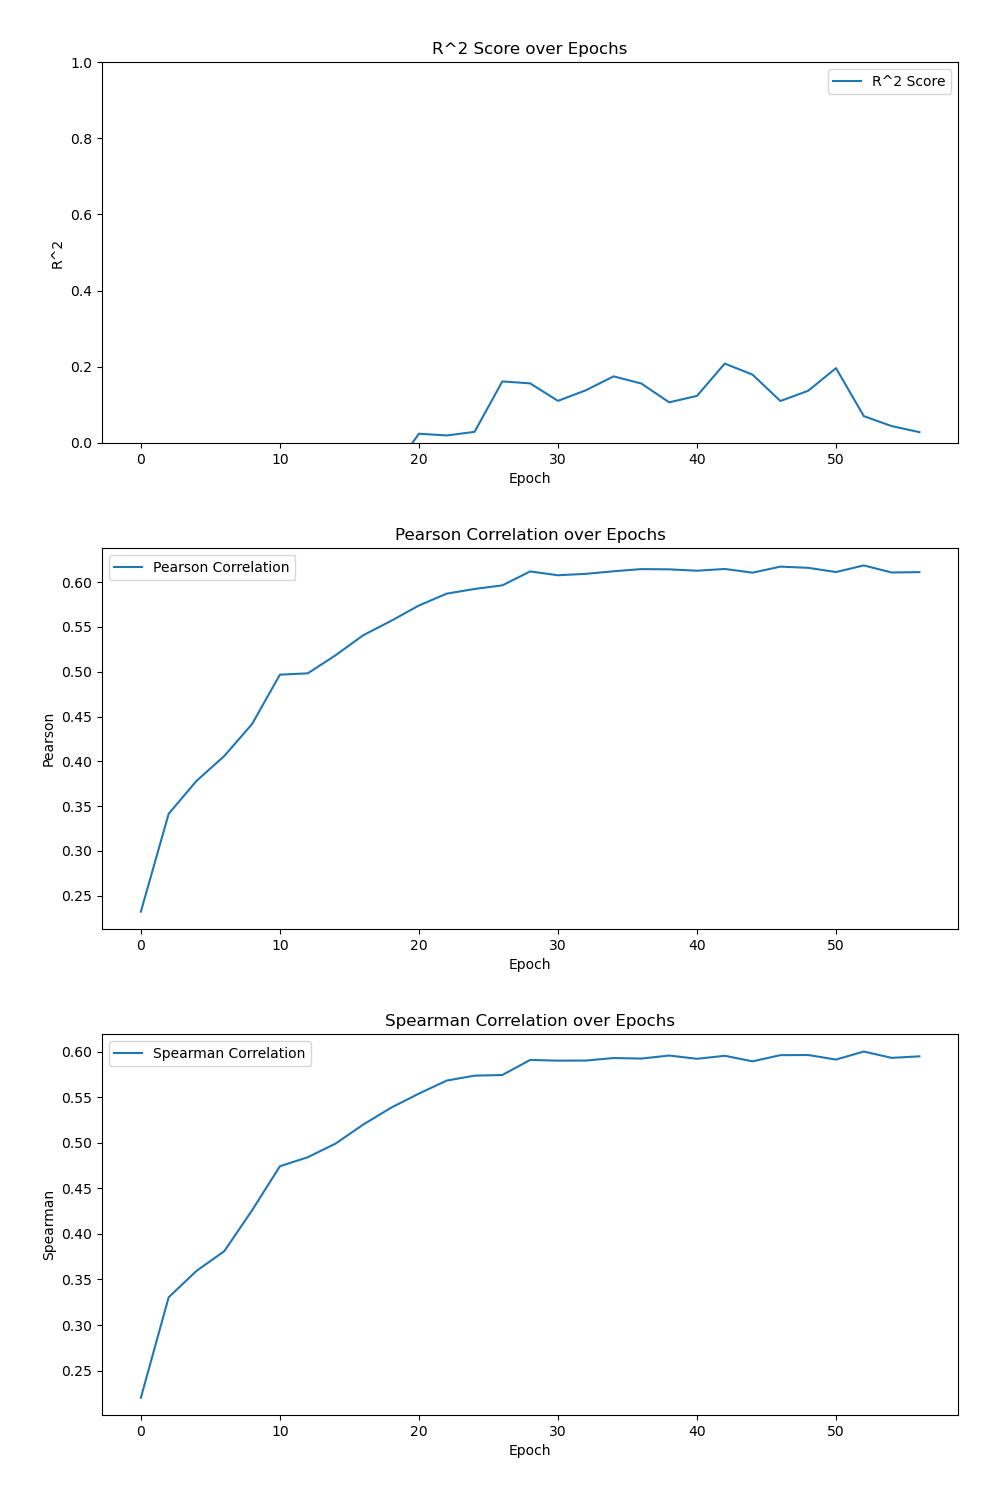 R^2 Score over Epochs
R^2 Score
1.0
0.8
0.6
0.4
0.2
0.0
R^2
0 10 20 30 40 50
Epoch
Pearson Correlation over Epochs
Pearson Correlation
0.60
0.55
0.50
0.45
0.40
0.35
0.30
0.25
Pearson
0 10 20 30 40 50
Epoch
Spearman Correlation over Epochs
Spearman Correlation
0.60
0.55
0.50
0.45
0.40
0.35
0.30
0.25
Spearman
0 10 20 30 40 50
Epoch